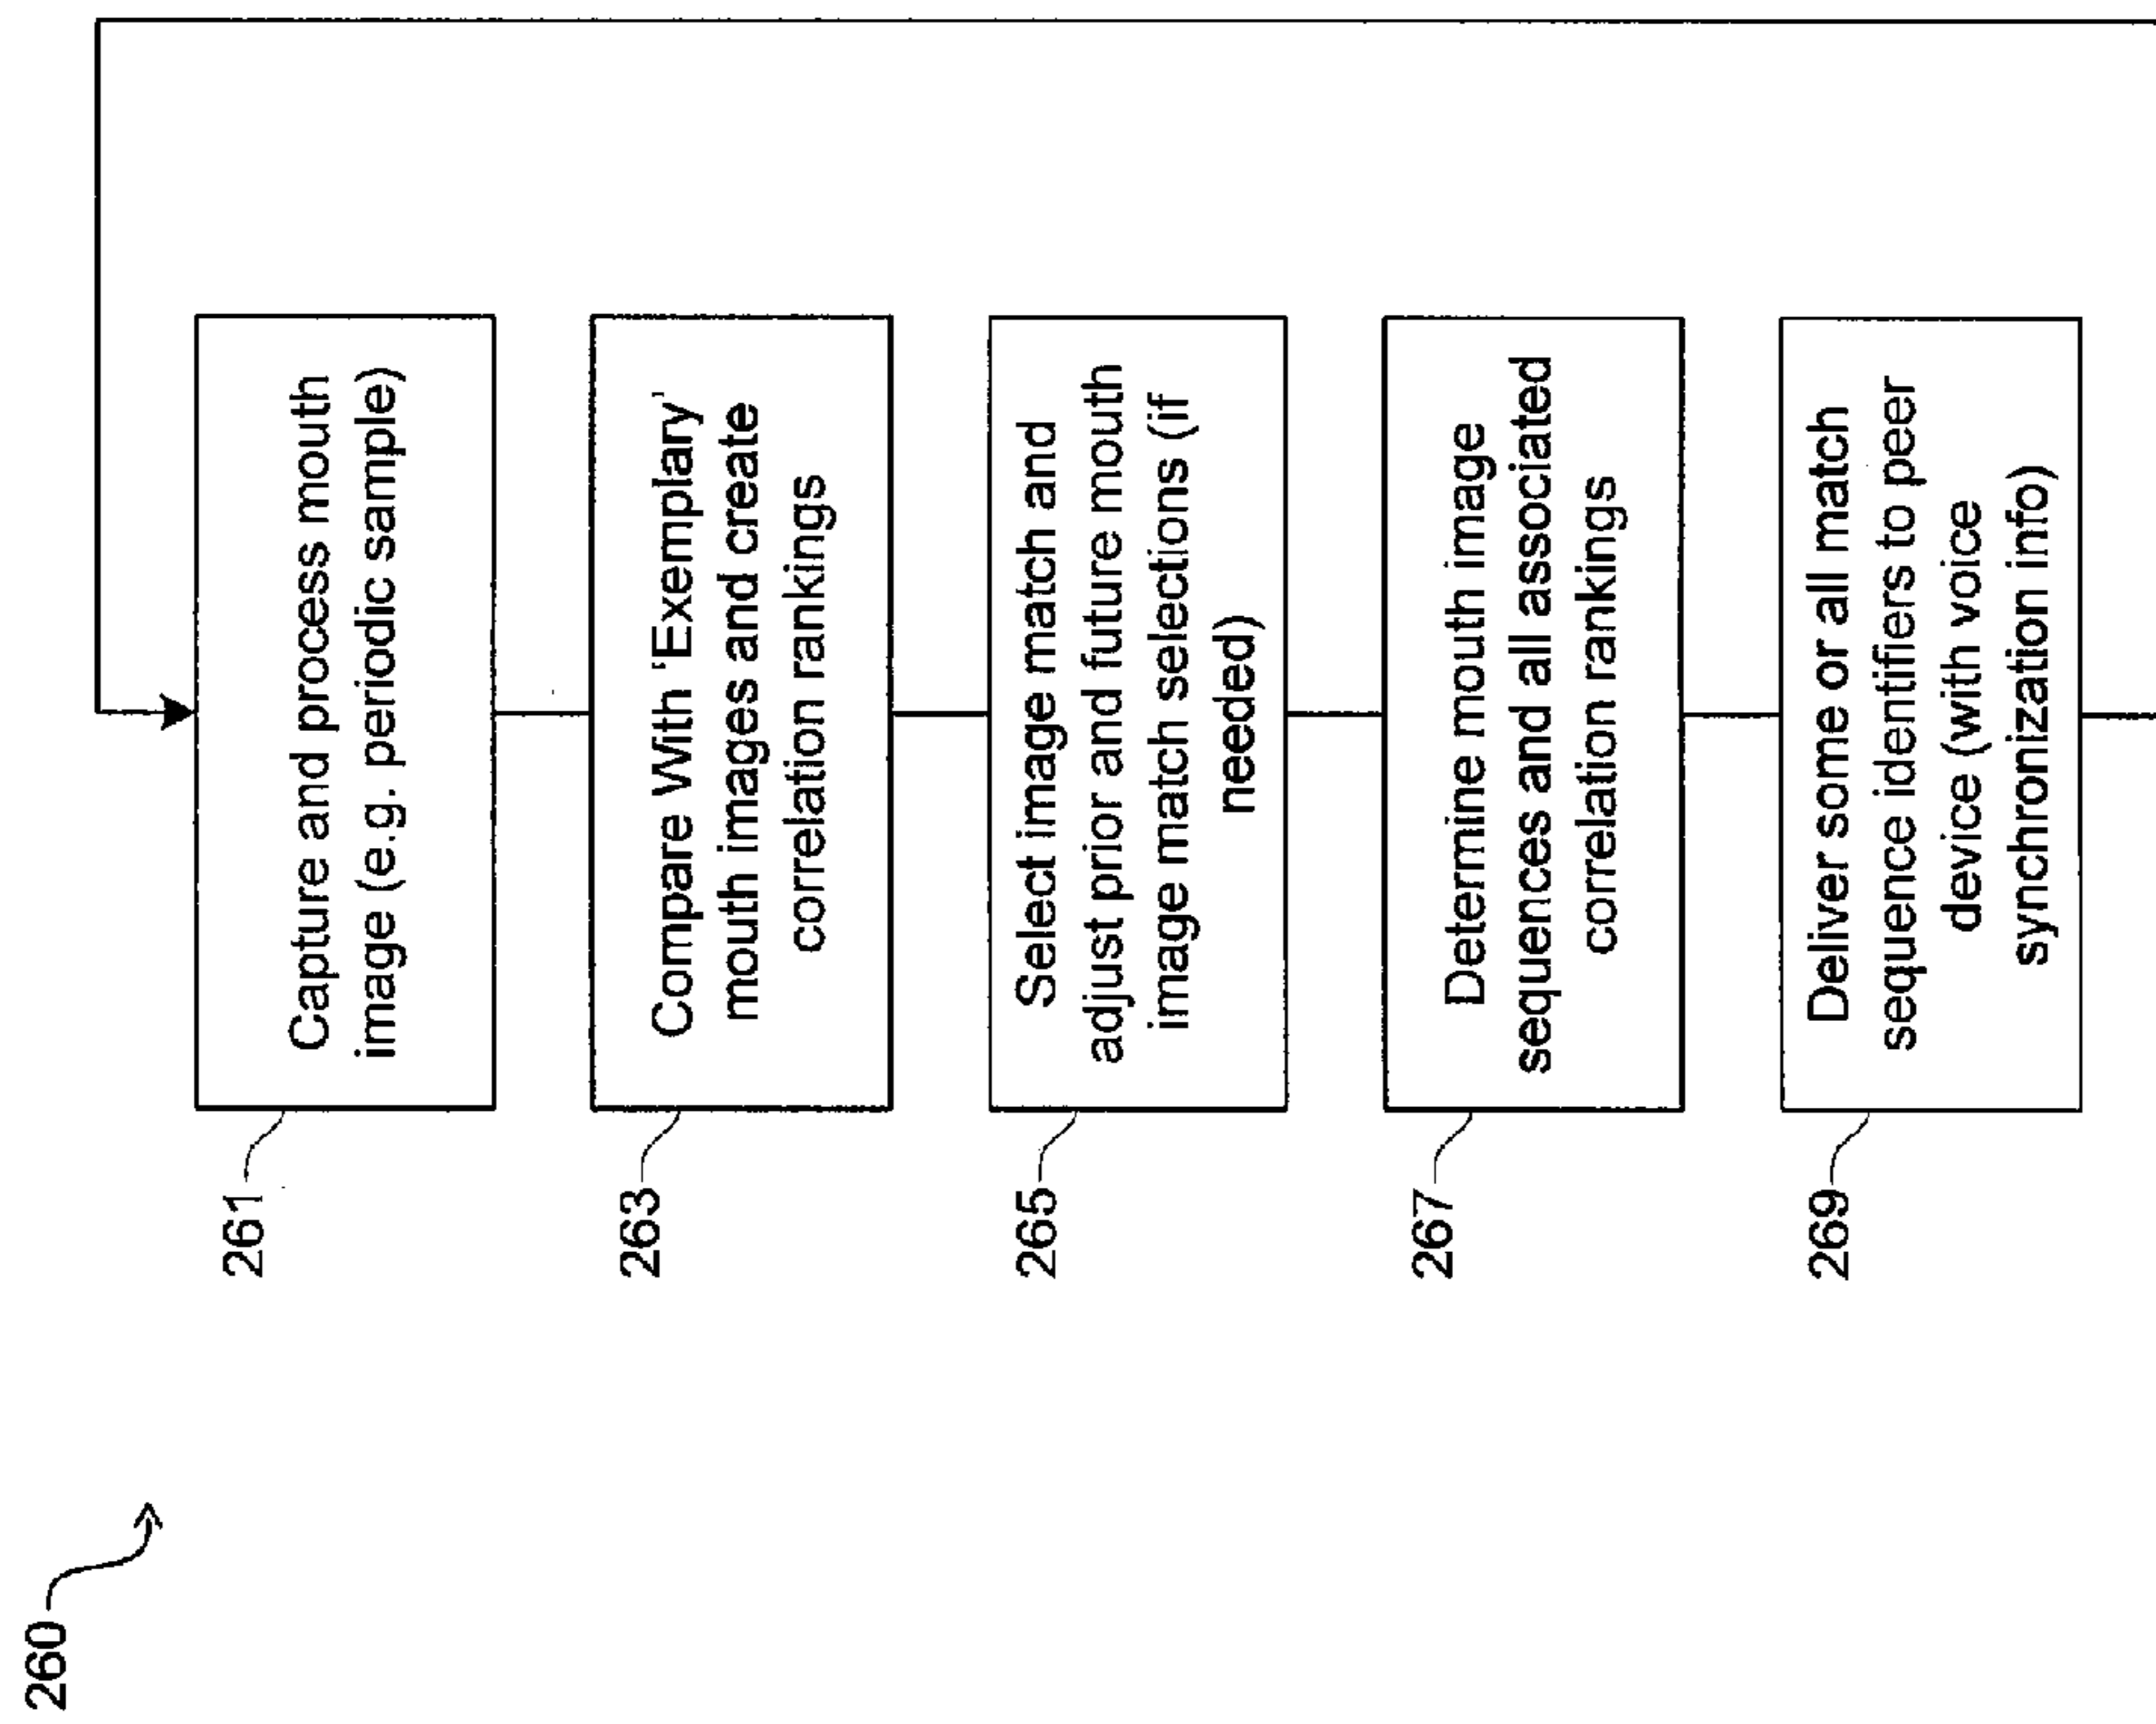 260
261
Capture and process mouth
image (e.g. periodic sample)
263
Compare With 'Exemplary'
mouth images and create
correlation rankings
265
Select image match and
adjust prior and future mouth
image match selections (if
needed)
267
Determine mouth image
sequences and all associated
correlation rankings
269
Deliver some or all match
sequence identifiers to peer
device (with voice
synchronization info)